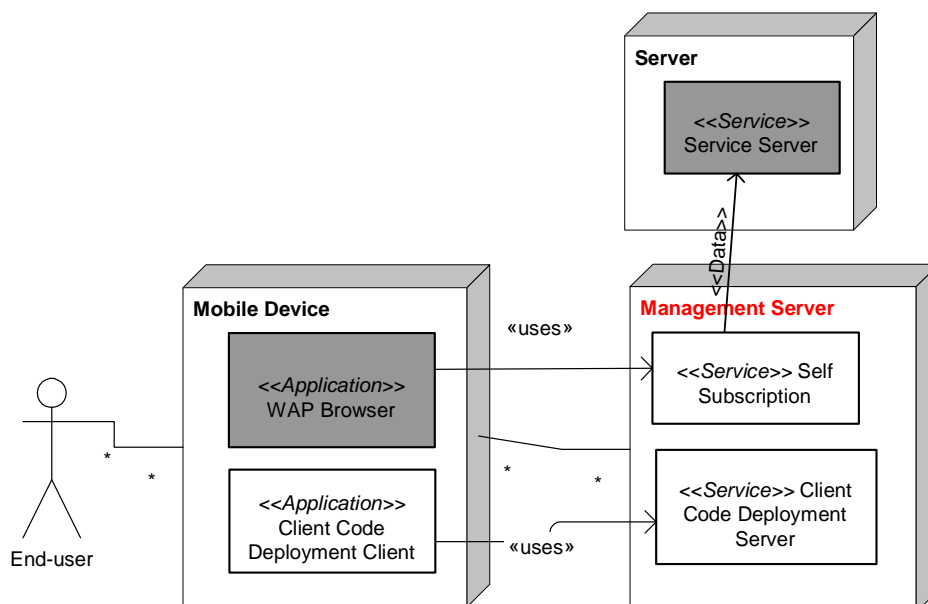 Server
<<Service>>
Service Server
<<Data>>
Mobile Device
Management Server
«uses»
<<Application>>
WAP Browser
<<Service>> Self
Subscription
*
*
*
*
<<Application>>
Client Code
Deployment Client
<<Service>> Client
Code Deployment
Server
«uses»
End-user